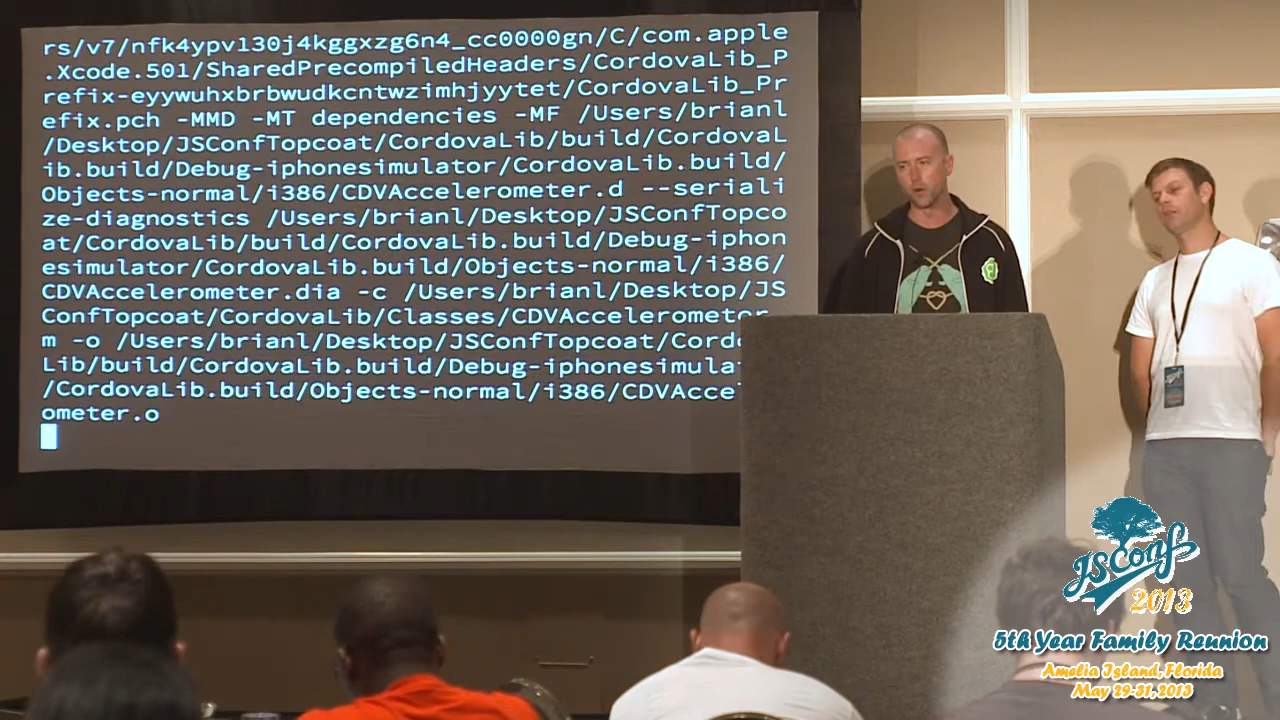 rs/v7/nfk4ypvl30j4kggxzg6n4_cc0000gn/C/com.apple
.Xcode.501/SharedPrecompiledHeaders/CordovaLib_P
refix-eyywuhxbrbwudkcntwzimhjyytet/CordovaLib_Pr
efix.pch -MMD -MT dependencies -MF /Users/brianl
/Desktop/JSConfTopcoat/CordovaLib/build/CordovaL
ib.build/Debug-iphonesimulator/CordovaLib.build/
Objects-normal/i386/CDVAccelerometer.d --seriali
ze-diagnostics /Users/brianl/Desktop/JSConfTopco
at/CordovaLib/build/CordovaLib.build/Debug-iphon
esimulator/CordovaLib.build/Objects-normal/i386/
CDVAccelerometer.dia -c /Users/brianl/Desktop/JS
ConfTopcoat/CordovaLib/Classes/CDVAccelerometer.
m -o /Users/brianl/Desktop/JSConfTopcoat/Cordo
Lib/build/CordovaLib.build/Debug-iphonesimulat
/CordovaLib.build/Objects-normal/i386/CDVAccel
ometer.o
JSConf
2013
5th Year Family Reunion
Amelia Island, Florida
May 29-31, 2013